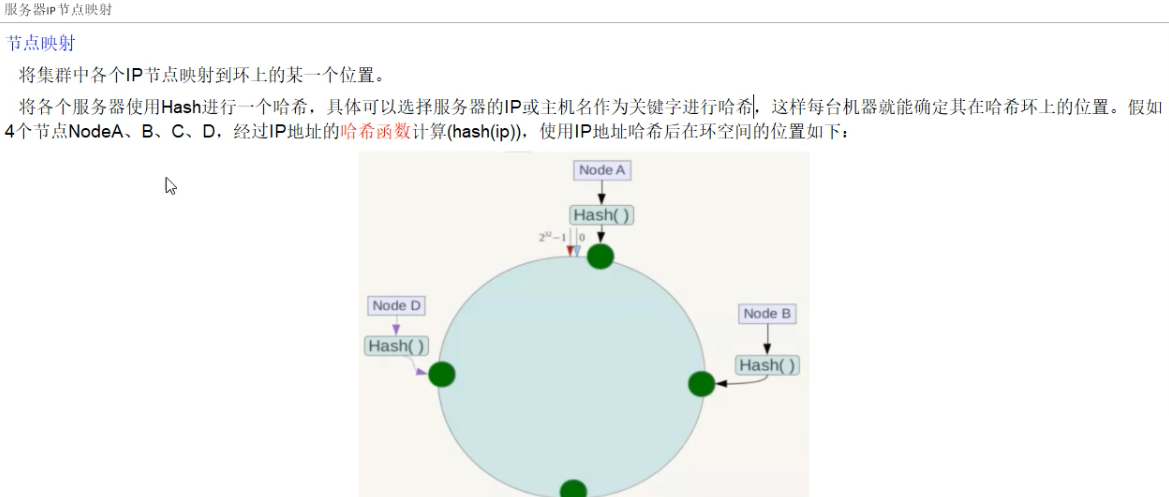 服务器IP节点映射
节点映射
将集群中各个IP节点映射到环上的某一个位置。
将各个服务器使用Hash进行一个哈希，具体可以选择服务器的IP或主机名作为关键字进行哈希，这样每台机器就能确定其在哈希环上的位置。假如
4个节点NodeA、B、C、D，经过IP地址的哈希函数计算(hash(ip))，使用IP地址哈希后在环空间的位置如下：
Node A
Hash( )
2³²−1 0
Node D
Node B
Hash( )
Hash( )